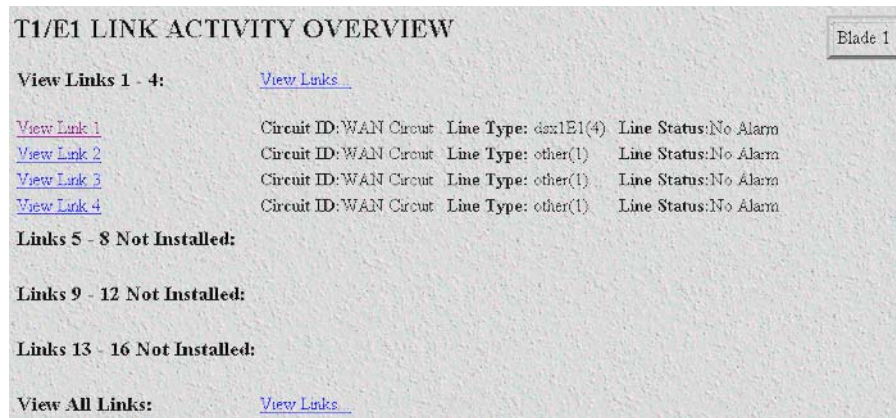 T1/E1 LINK ACTIVITY OVERVIEW
Blade 1
View Links 1 - 4: View Links...
View Link 1 Circuit ID:WAN Circuit Line Type: dsx1E1(4) Line Status:No Alarm
View Link 2 Circuit ID:WAN Circuit Line Type: other(1) Line Status:No Alarm
View Link 3 Circuit ID:WAN Circuit Line Type: other(1) Line Status:No Alarm
View Link 4 Circuit ID:WAN Circuit Line Type: other(1) Line Status:No Alarm
Links 5 - 8 Not Installed:
Links 9 - 12 Not Installed:
Links 13 - 16 Not Installed:
View All Links: View Links...